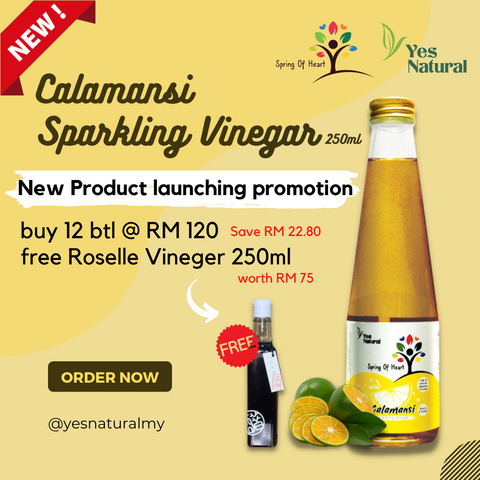 NEW !
Spring Of Heart
Yes
Natural
Calamansi
Sparkling Vinegar 250ml
New Product launching promotion
buy 12 btl @ RM 120 Save RM 22.80
free Roselle Vineger 250ml
worth RM 75
FREE
ORDER NOW
@yesnaturalmy
Yes
Natural
Spring Of Heart
Calamansi